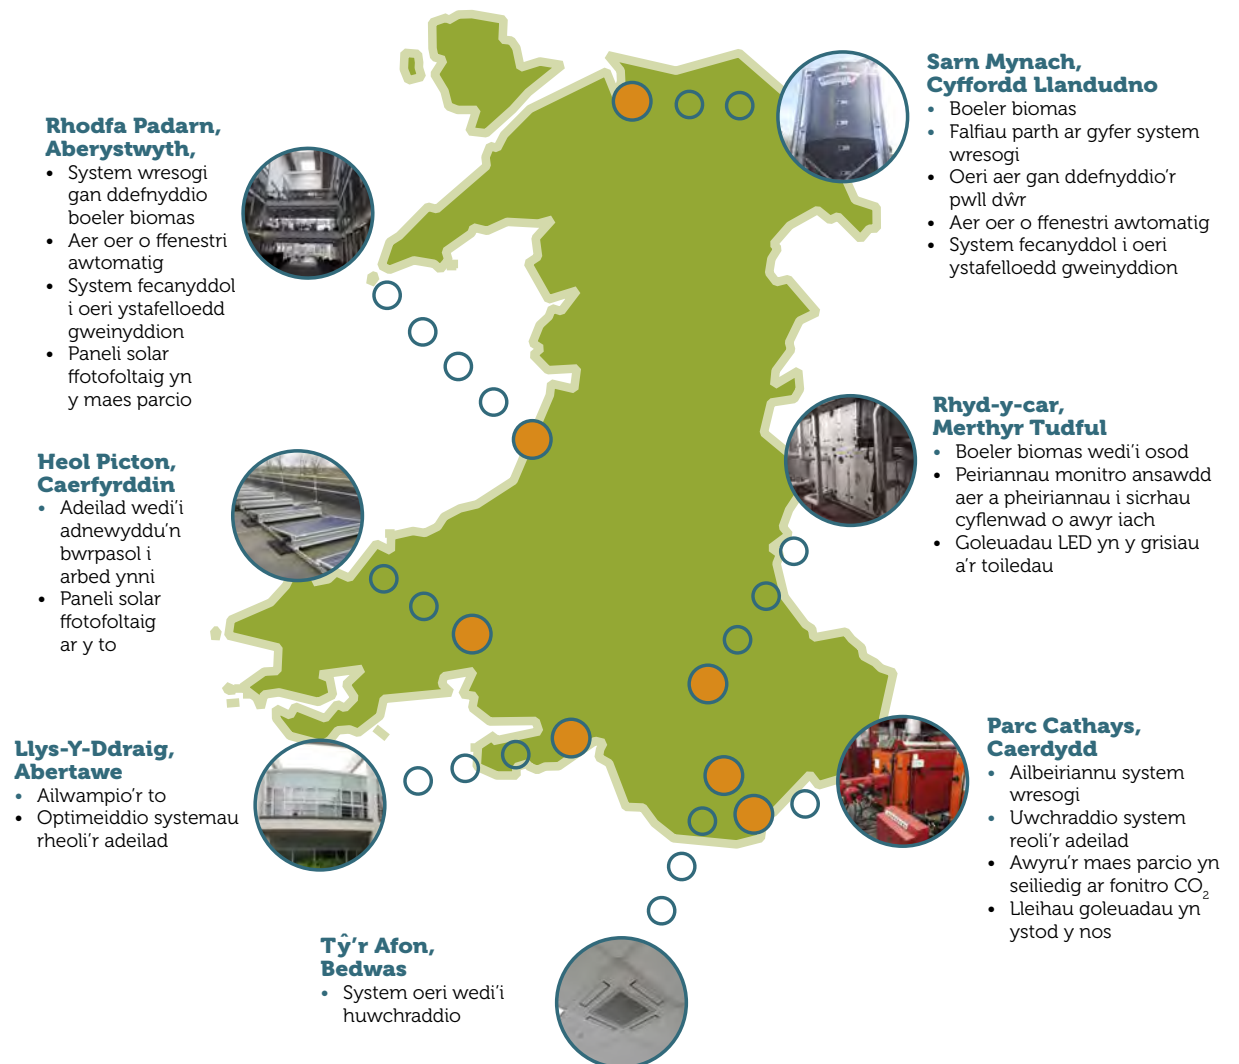 Rhodfa Padarn,
Aberystwyth,
• System wresogi
gan ddefnyddio
boeler biomas
• Aer oer o ffenestri
awtomatig
• System fecanyddol
i oeri ystafelloedd
gweinyddion
• Paneli solar
ffotofoltaig yn
y maes parcio
Heol Picton,
Caerfyrddin
• Adeilad wedi’i
adnewyddu’n
bwrpasol i
arbed ynni
• Paneli solar
ffotofoltaig
ar y to
Llys-Y-Ddraig,
Abertawe
• Ailwampio’r to
• Optimeiddio systemau
rheoli’r adeilad
Tŷ’r Afon,
Bedwas
• System oeri wedi’i
huwchraddio
Sarn Mynach,
Cyffordd Llandudno
• Boeler biomas
• Falfiau parth ar gyfer system
wresogi
• Oeri aer gan ddefnyddio’r
pwll dŵr
• Aer oer o ffenestri awtomatig
• System fecanyddol i oeri
ystafelloedd gweinyddion
Rhyd-y-car,
Merthyr Tudful
• Boeler biomas wedi’i osod
• Peiriannau monitro ansawdd
aer a pheiriannau i sicrhau
cyflenwad o awyr iach
• Goleuadau LED yn y grisiau
a’r toiledau
Parc Cathays,
Caerdydd
• Ailbeiriannu system
wresogi
• Uwchraddio system
reoli’r adeilad
• Awyru’r maes parcio yn
seiliedig ar fonitro CO₂
• Lleihau goleuadau yn
ystod y nos